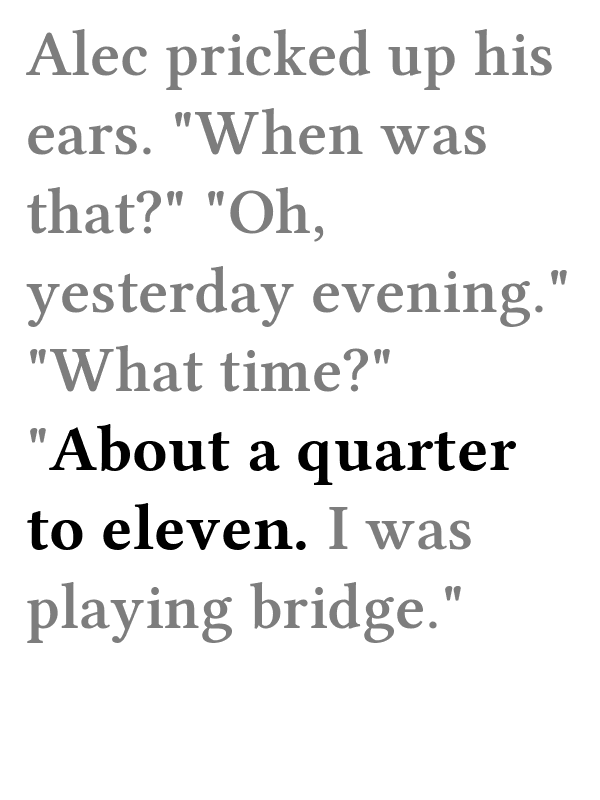 Alec pricked up his
ears. "When was
that?" "Oh,
yesterday evening."
"What time?"
"About a quarter
to eleven. I was
playing bridge."